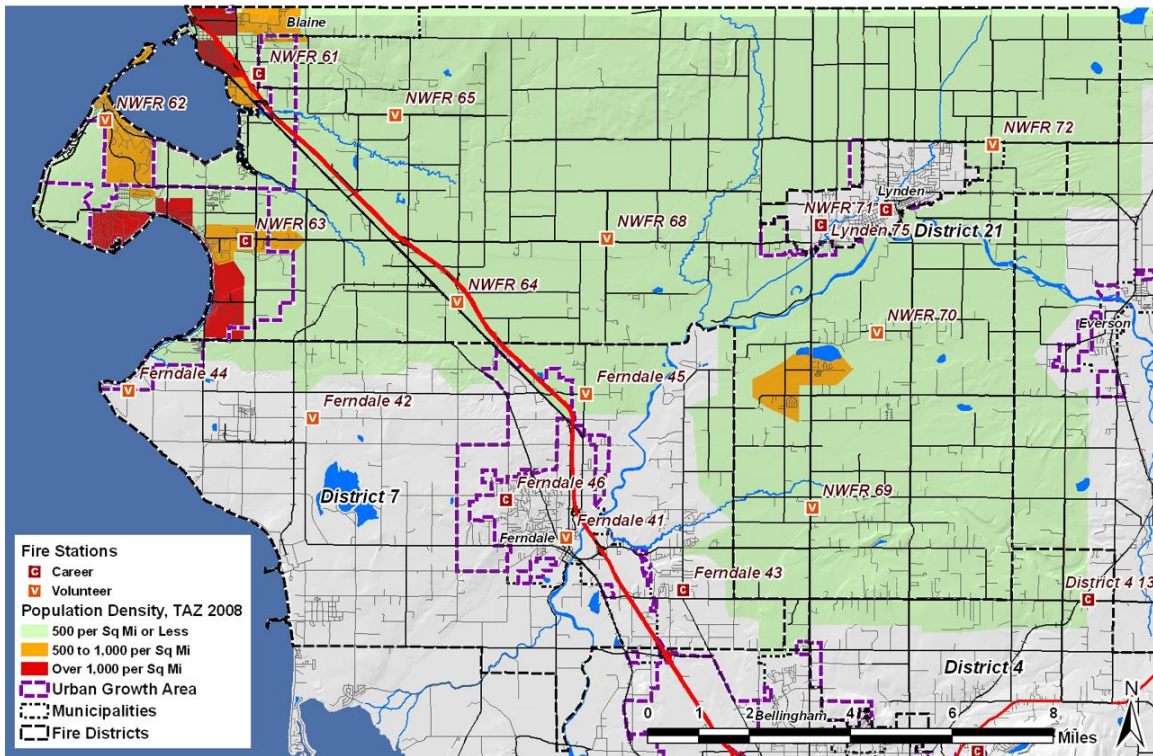 Blaine
NWFR 61
NWFR 62
NWFR 65
NWFR 72
Lynden
NWFR 71
Lynden 75
District 21
NWFR 63
NWFR 68
NWFR 64
NWFR 70
Everson
Ferndale 44
Ferndale 42
Ferndale 45
District 7
Ferndale 46
NWFR 69
Ferndale 41
Ferndale
Ferndale 43
District 4 13
District 4
Bellingham
Fire Stations
C Career
V Volunteer
Population Density, TAZ 2008
500 per Sq Mi or Less
500 to 1,000 per Sq Mi
Over 1,000 per Sq Mi
Urban Growth Area
Municipalities
Fire Districts
0 1 2 4 6 8
Miles
N